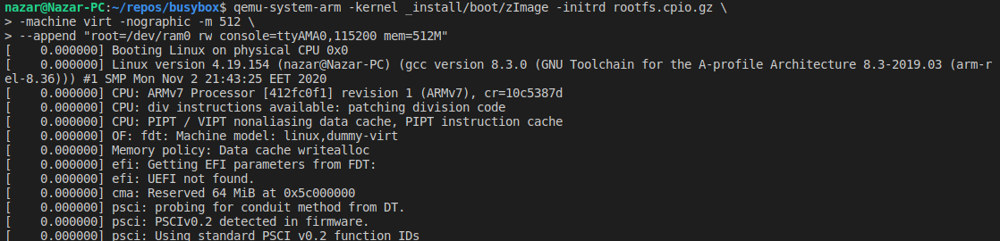 nazar@Nazar-PC:~/repos/busybox$ qemu-system-arm -kernel _install/boot/zImage -initrd rootfs.cpio.gz \
> -machine virt -nographic -m 512 \
> --append "root=/dev/ram0 rw console=ttyAMA0,115200 mem=512M"
[    0.000000] Booting Linux on physical CPU 0x0
[    0.000000] Linux version 4.19.154 (nazar@Nazar-PC) (gcc version 8.3.0 (GNU Toolchain for the A-profile Architecture 8.3-2019.03 (arm-r
el-8.36))) #1 SMP Mon Nov 2 21:43:25 EET 2020
[    0.000000] CPU: ARMv7 Processor [412fc0f1] revision 1 (ARMv7), cr=10c5387d
[    0.000000] CPU: div instructions available: patching division code
[    0.000000] CPU: PIPT / VIPT nonaliasing data cache, PIPT instruction cache
[    0.000000] OF: fdt: Machine model: linux,dummy-virt
[    0.000000] Memory policy: Data cache writealloc
[    0.000000] efi: Getting EFI parameters from FDT:
[    0.000000] efi: UEFI not found.
[    0.000000] cma: Reserved 64 MiB at 0x5c000000
[    0.000000] psci: probing for conduit method from DT.
[    0.000000] psci: PSCIv0.2 detected in firmware.
[    0.000000] psci: Using standard PSCI v0.2 function IDs